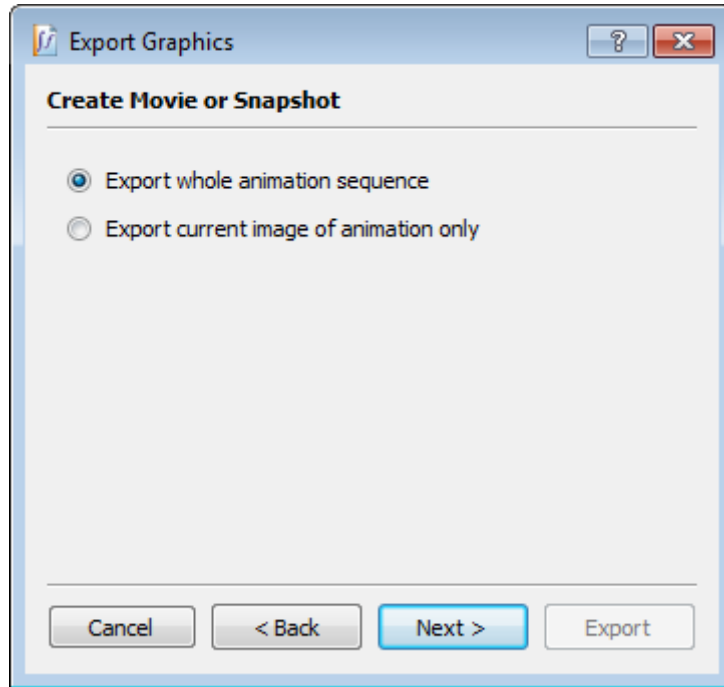 Export Graphics
Create Movie or Snapshot
Export whole animation sequence
Export current image of animation only
Cancel < Back Next > Export